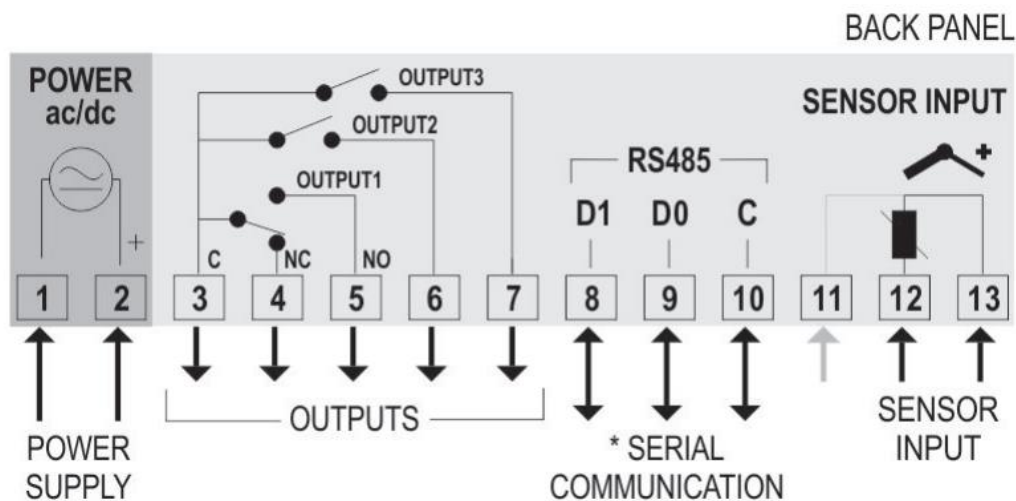 BACK PANEL
POWER
ac/dc
+
OUTPUT3
OUTPUT2
OUTPUT1
C
NC
NO
RS485
D1 D0 C
SENSOR INPUT
+
1 2 3 4 5 6 7 8 9 10 11 12 13
POWER
SUPPLY
OUTPUTS
* SERIAL
COMMUNICATION
SENSOR
INPUT